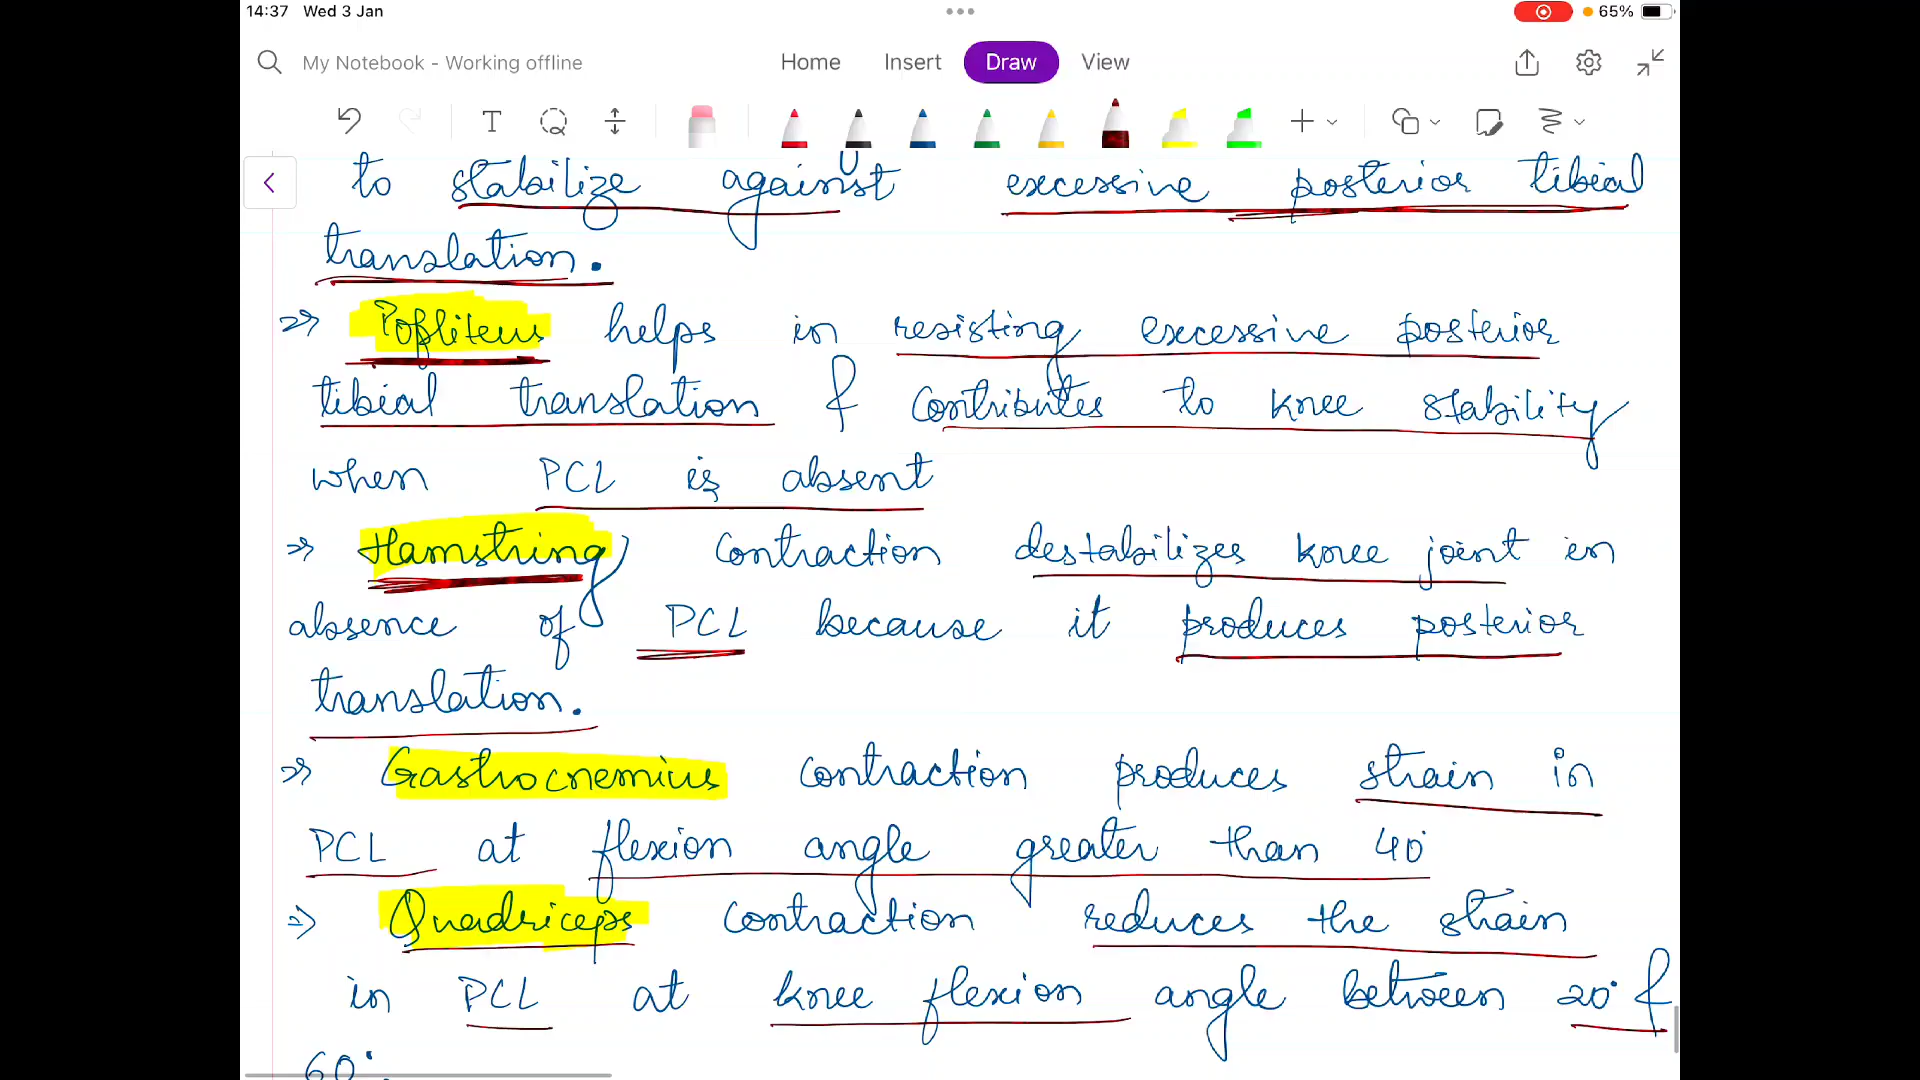 14:37 Wed 3 Jan
65%
My Notebook - Working offline
Home Insert Draw View
to stabilize against excessive posterior tibial
translation.
=> Popliteus helps in resisting excessive posterior
tibial translation & contributes to knee stability
when PCL is absent
=> Hamstring contraction destabilizes knee joint in
absence of PCL because it produces posterior
translation.
=> Gastrocnemius contraction produces strain in
PCL at flexion angle greater than 40°
=> Quadriceps contraction reduces the strain
in PCL at knee flexion angle between 20° &
60°.